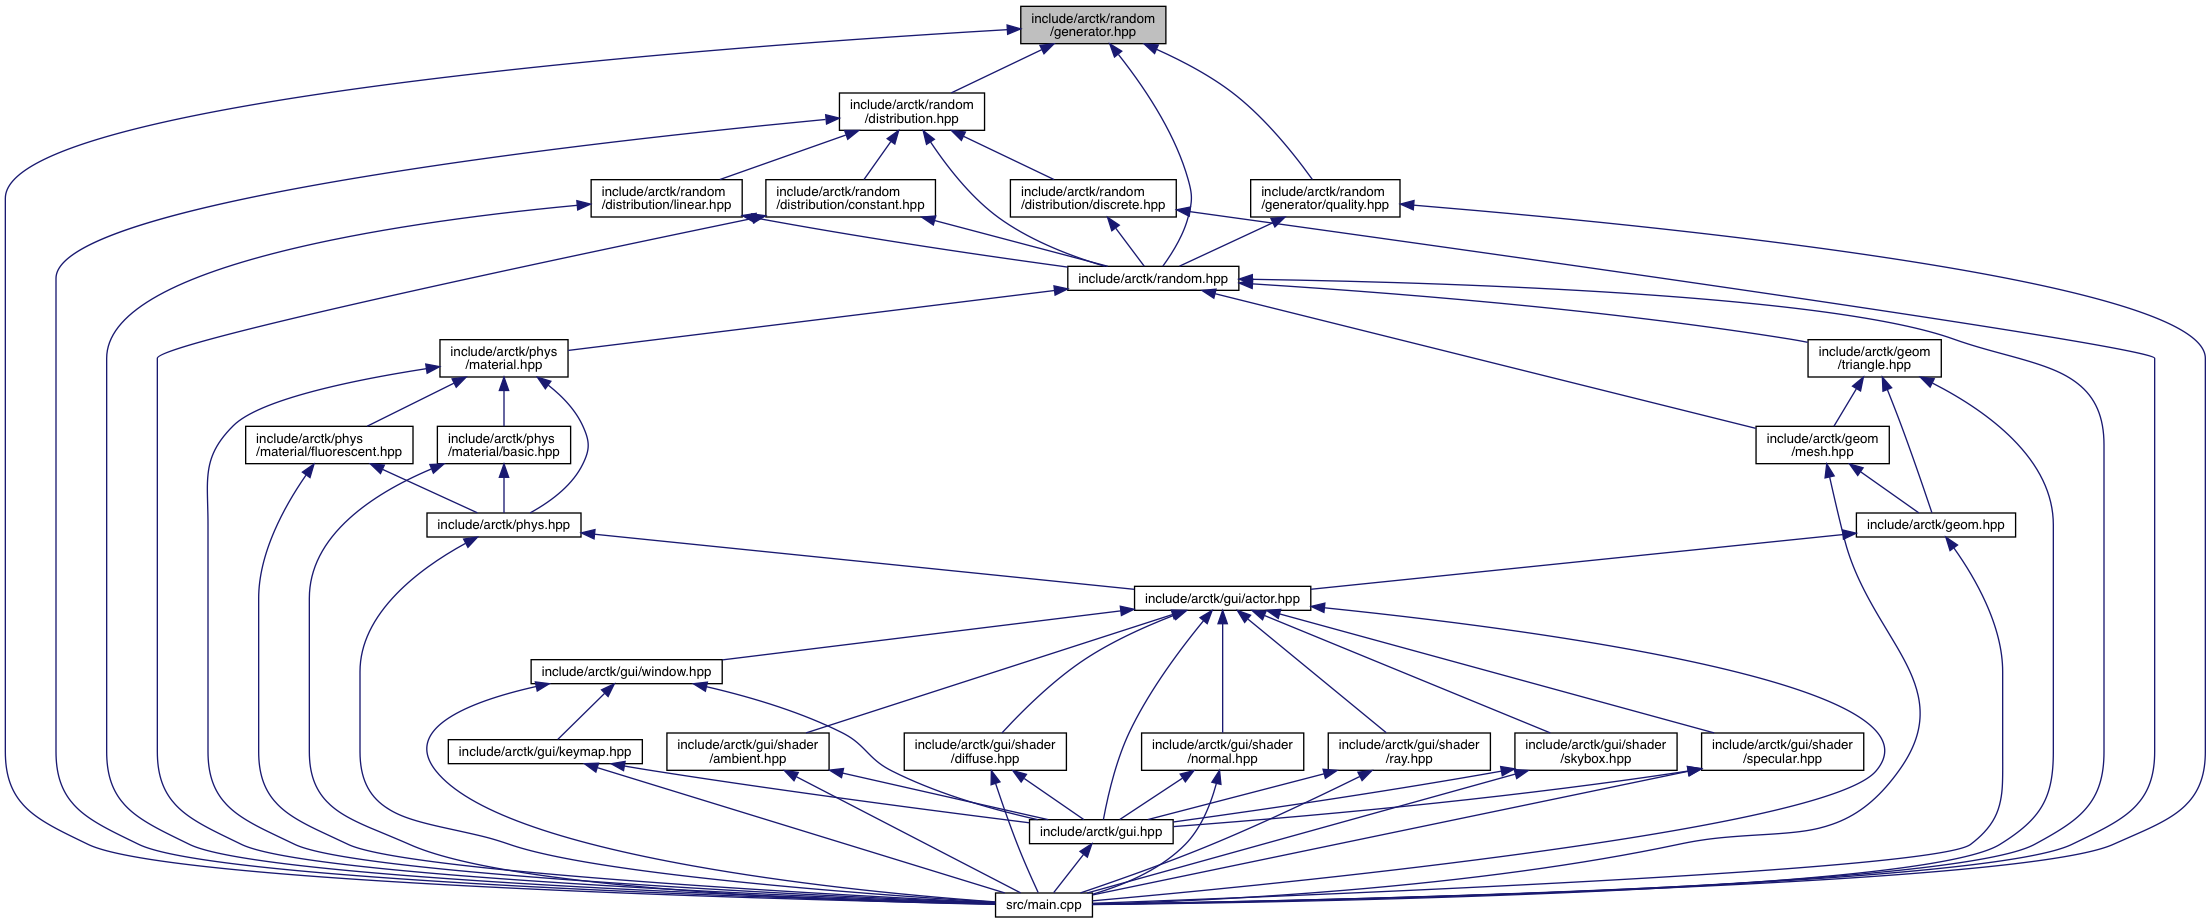 include/arctk/random
/generator.hpp
include/arctk/random
/distribution.hpp
include/arctk/random
/distribution/linear.hpp
include/arctk/random
/distribution/constant.hpp
include/arctk/random
/distribution/discrete.hpp
include/arctk/random
/generator/quality.hpp
include/arctk/random.hpp
include/arctk/phys
/material.hpp
include/arctk/geom
/triangle.hpp
include/arctk/phys
/material/fluorescent.hpp
include/arctk/phys
/material/basic.hpp
include/arctk/geom
/mesh.hpp
include/arctk/phys.hpp
include/arctk/geom.hpp
include/arctk/gui/actor.hpp
include/arctk/gui/window.hpp
include/arctk/gui/keymap.hpp
include/arctk/gui/shader
/ambient.hpp
include/arctk/gui/shader
/diffuse.hpp
include/arctk/gui/shader
/normal.hpp
include/arctk/gui/shader
/ray.hpp
include/arctk/gui/shader
/skybox.hpp
include/arctk/gui/shader
/specular.hpp
include/arctk/gui.hpp
src/main.cpp